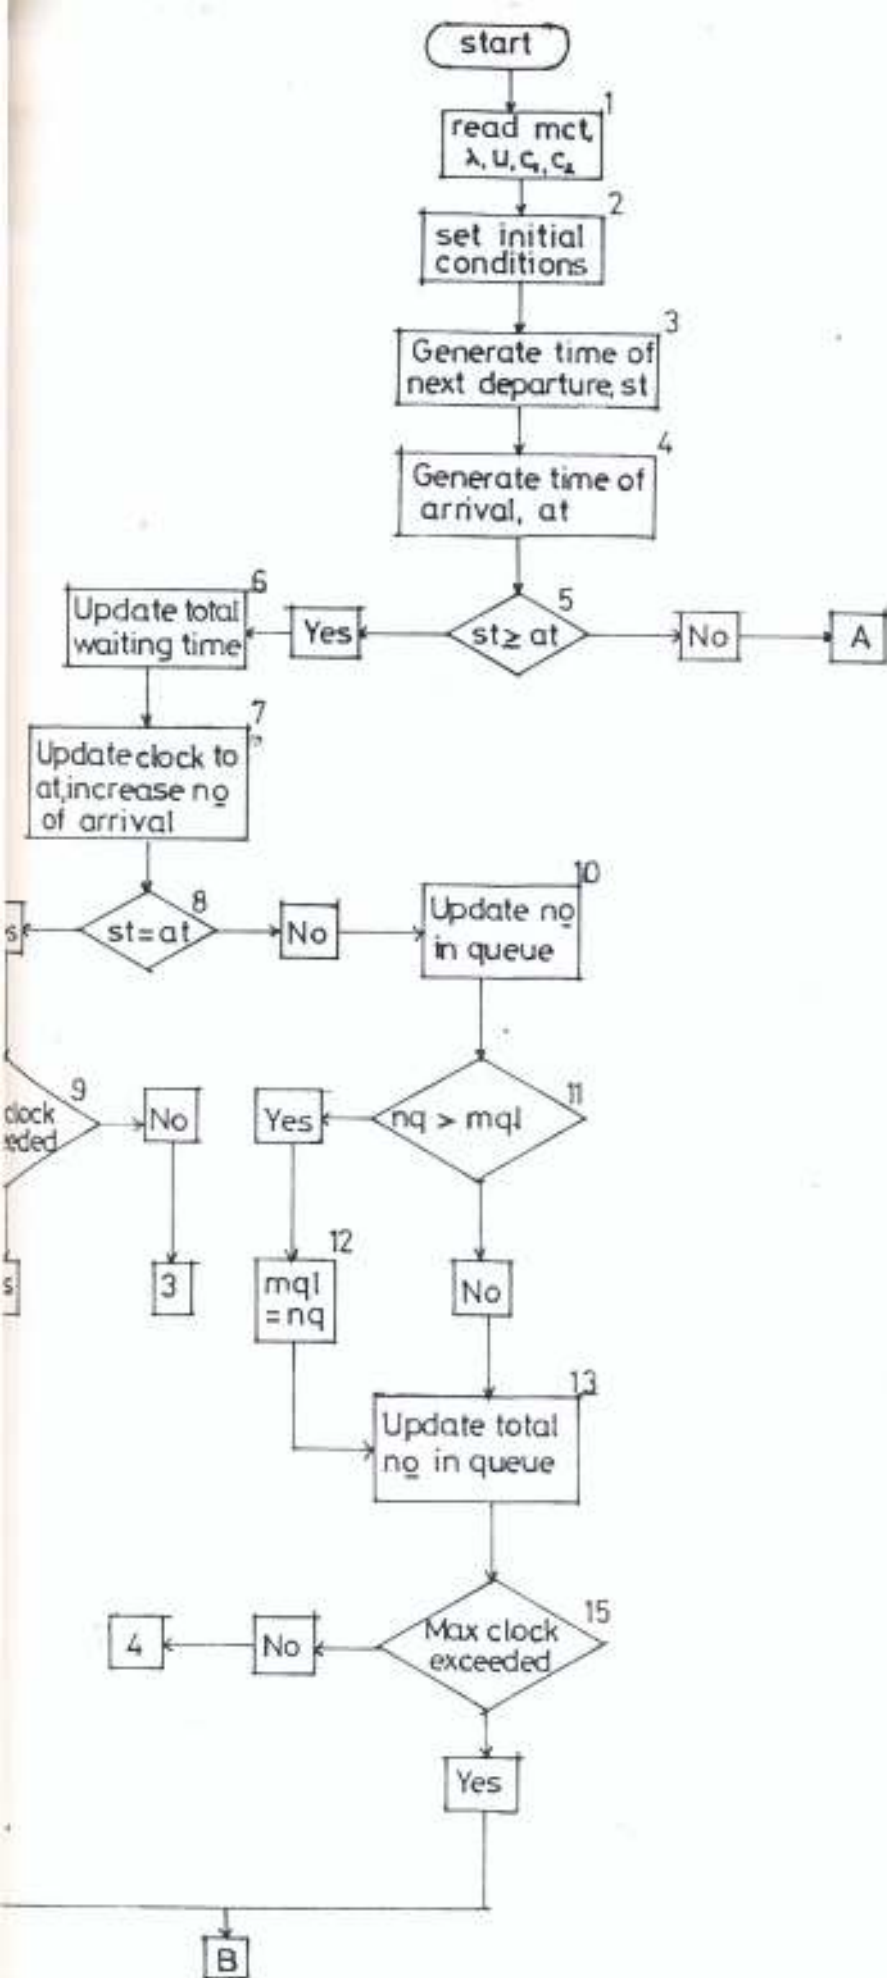 start
1
read mct,
λ, u, c₁, c₂
2
set initial
conditions
3
Generate time of
next departure, st
4
Generate time of
arrival, at
5
st ≥ at
Yes
No
A
6
Update total
waiting time
7
Update clock to
at, increase no
of arrival
8
st = at
s
No
10
Update no
in queue
9
clock
eded
No
3
s
11
nq > mql
Yes
No
12
mql
= nq
13
Update total
no in queue
15
Max clock
exceeded
No
4
Yes
B